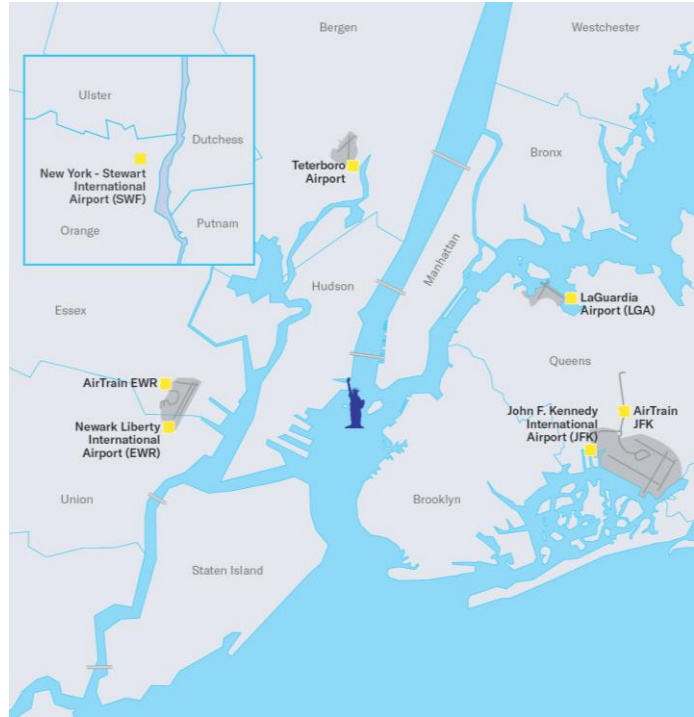 Bergen
Westchester
Ulster
Dutchess
New York - Stewart
International
Airport (SWF)
Orange
Putnam
Teterboro
Airport
Bronx
Manhattan
Hudson
Essex
LaGuardia
Airport (LGA)
Queens
AirTrain EWR
Newark Liberty
International
Airport (EWR)
John F. Kennedy
International
Airport (JFK)
AirTrain
JFK
Union
Brooklyn
Staten Island